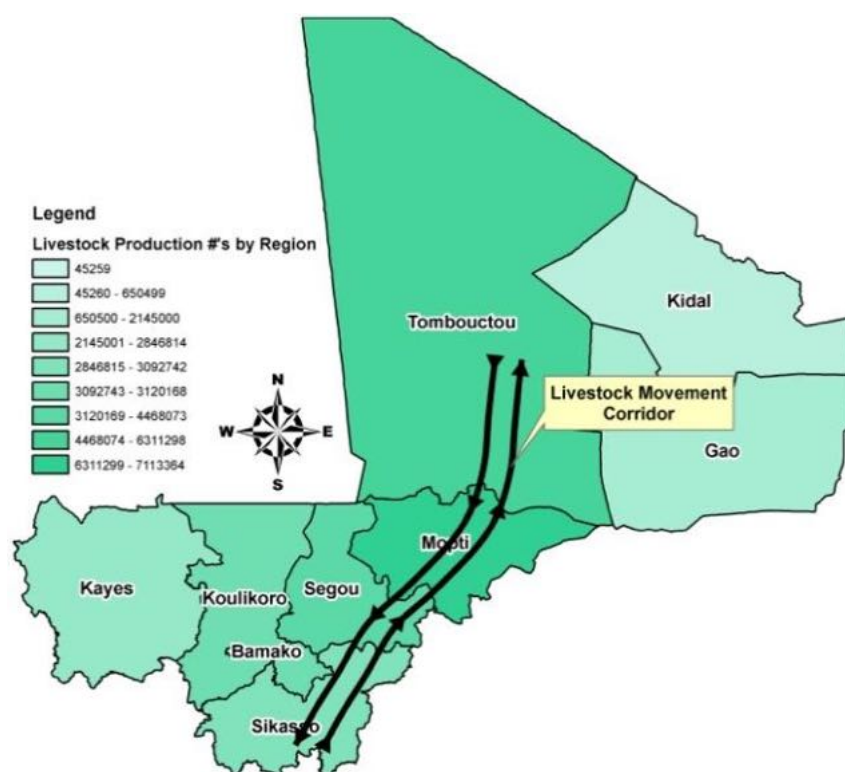 Legend
Livestock Production #'s by Region
45259
45260 - 650499
650500 - 2145000
2145001 - 2846814
2846815 - 3092742
3092743 - 3120168
3120169 - 4468073
4468074 - 6311298
6311299 - 7113364
N
W
E
S
Kidal
Tombouctou
Livestock Movement
Corridor
Gao
Mopti
Kayes
Koulikoro
Segou
Bamako
Sikasso